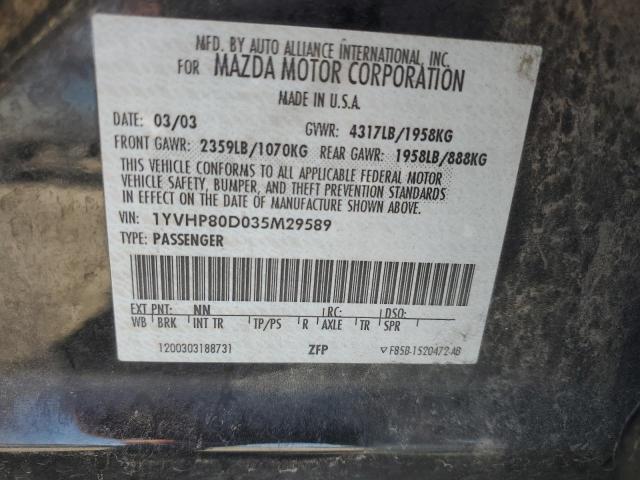 MFD. BY AUTO ALLIANCE INTERNATIONAL, INC.
FOR MAZDA MOTOR CORPORATION
MADE IN U.S.A.
DATE: 03/03 GVWR: 4317LB/1958KG
FRONT GAWR: 2359LB/1070KG REAR GAWR: 1958LB/888KG
THIS VEHICLE CONFORMS TO ALL APPLICABLE FEDERAL MOTOR
VEHICLE SAFETY, BUMPER, AND THEFT PREVENTION STANDARDS
IN EFFECT ON THE DATE OF MANUFACTURE SHOWN ABOVE.
VIN: 1YVHP80D035M29589
TYPE: PASSENGER
EXT PNT: NN RC: DSO:
WB BRK INT TR TP/PS R AXLE TR SPR
1200303188731 ZFP F85B-1520472-AB